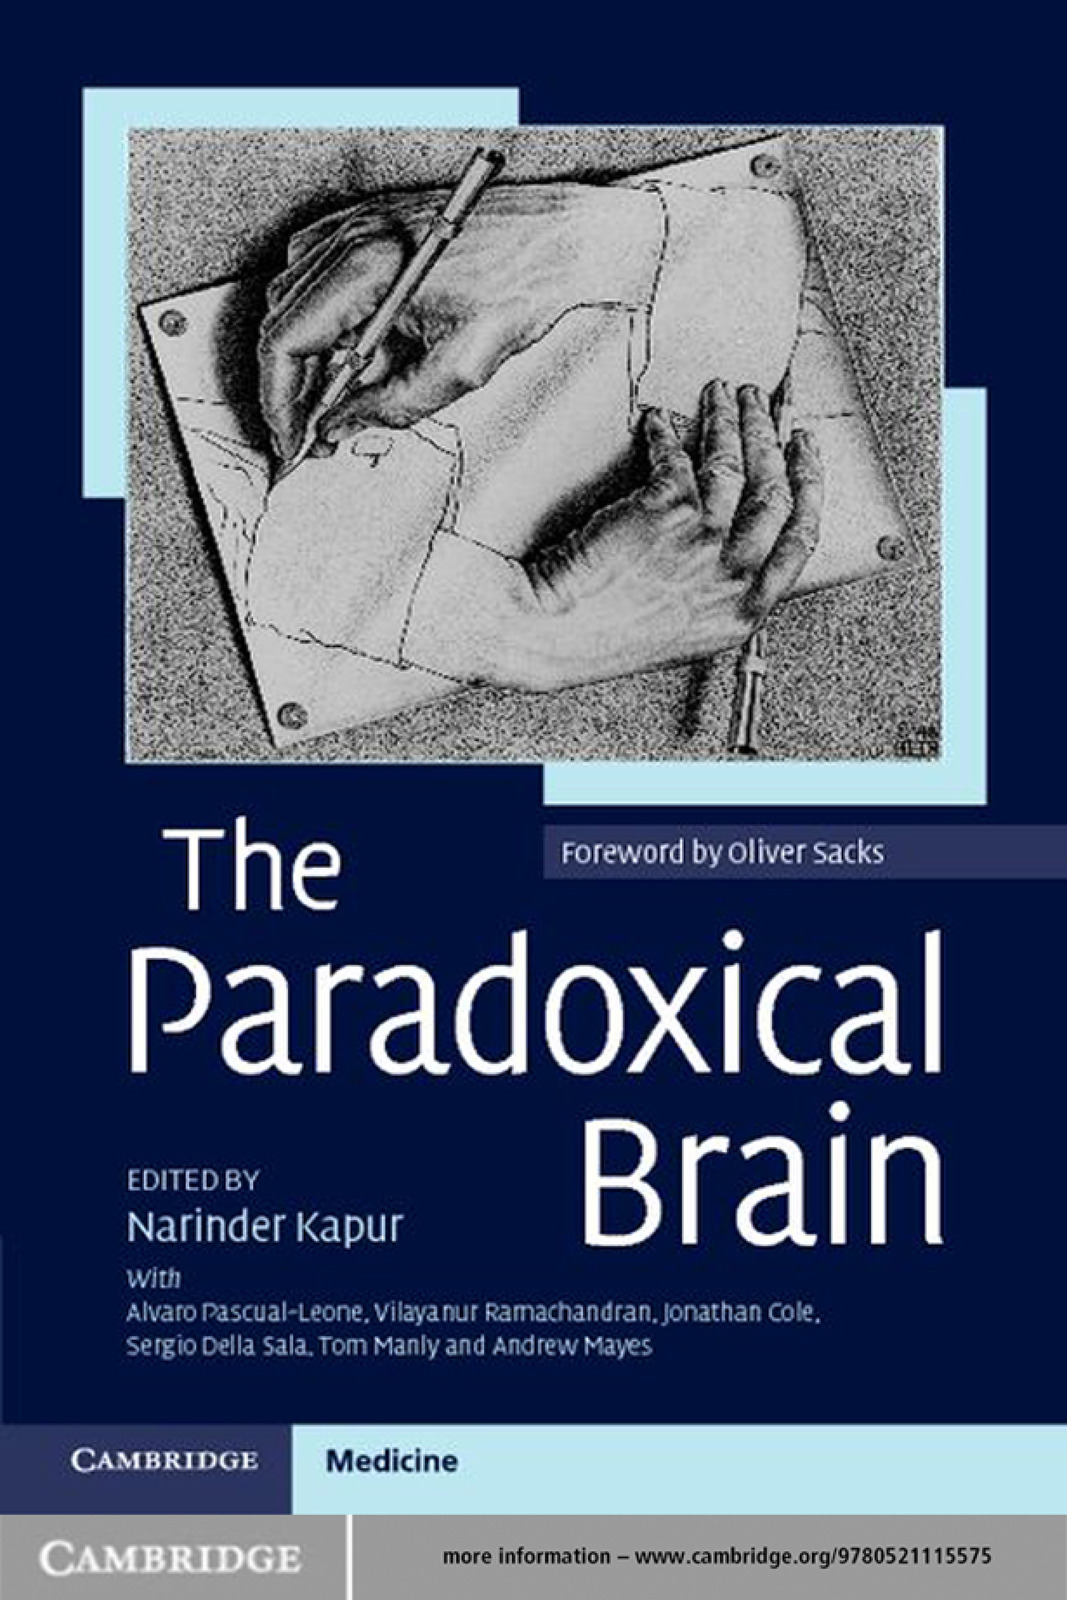 Foreword by Oliver Sacks
The
Paradoxical
Brain
EDITED BY
Narinder Kapur
With
Alvaro Pascual-Leone, Vilayanur Ramachandran, Jonathan Cole,
Sergio Della Sala, Tom Manly and Andrew Mayes
CAMBRIDGE
Medicine
CAMBRIDGE
more information – www.cambridge.org/9780521115575